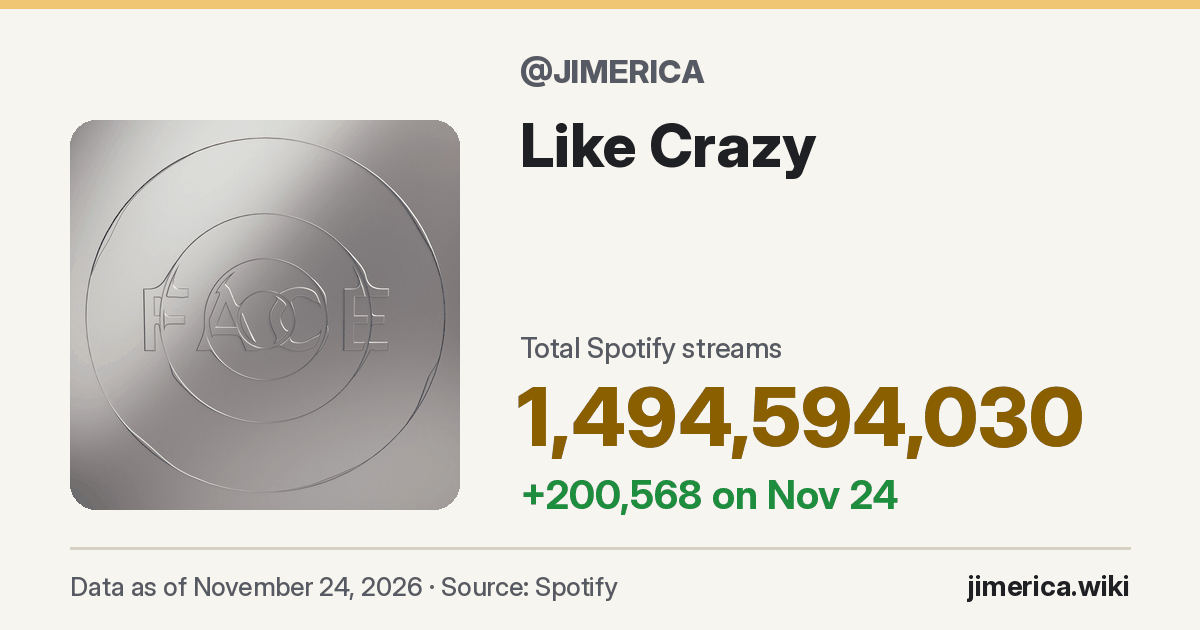 @JIMERICA
Like Crazy
FACE
Total Spotify streams
1,494,594,030
+200,568 on Nov 24
Data as of November 24, 2026 · Source: Spotify
jimerica.wiki